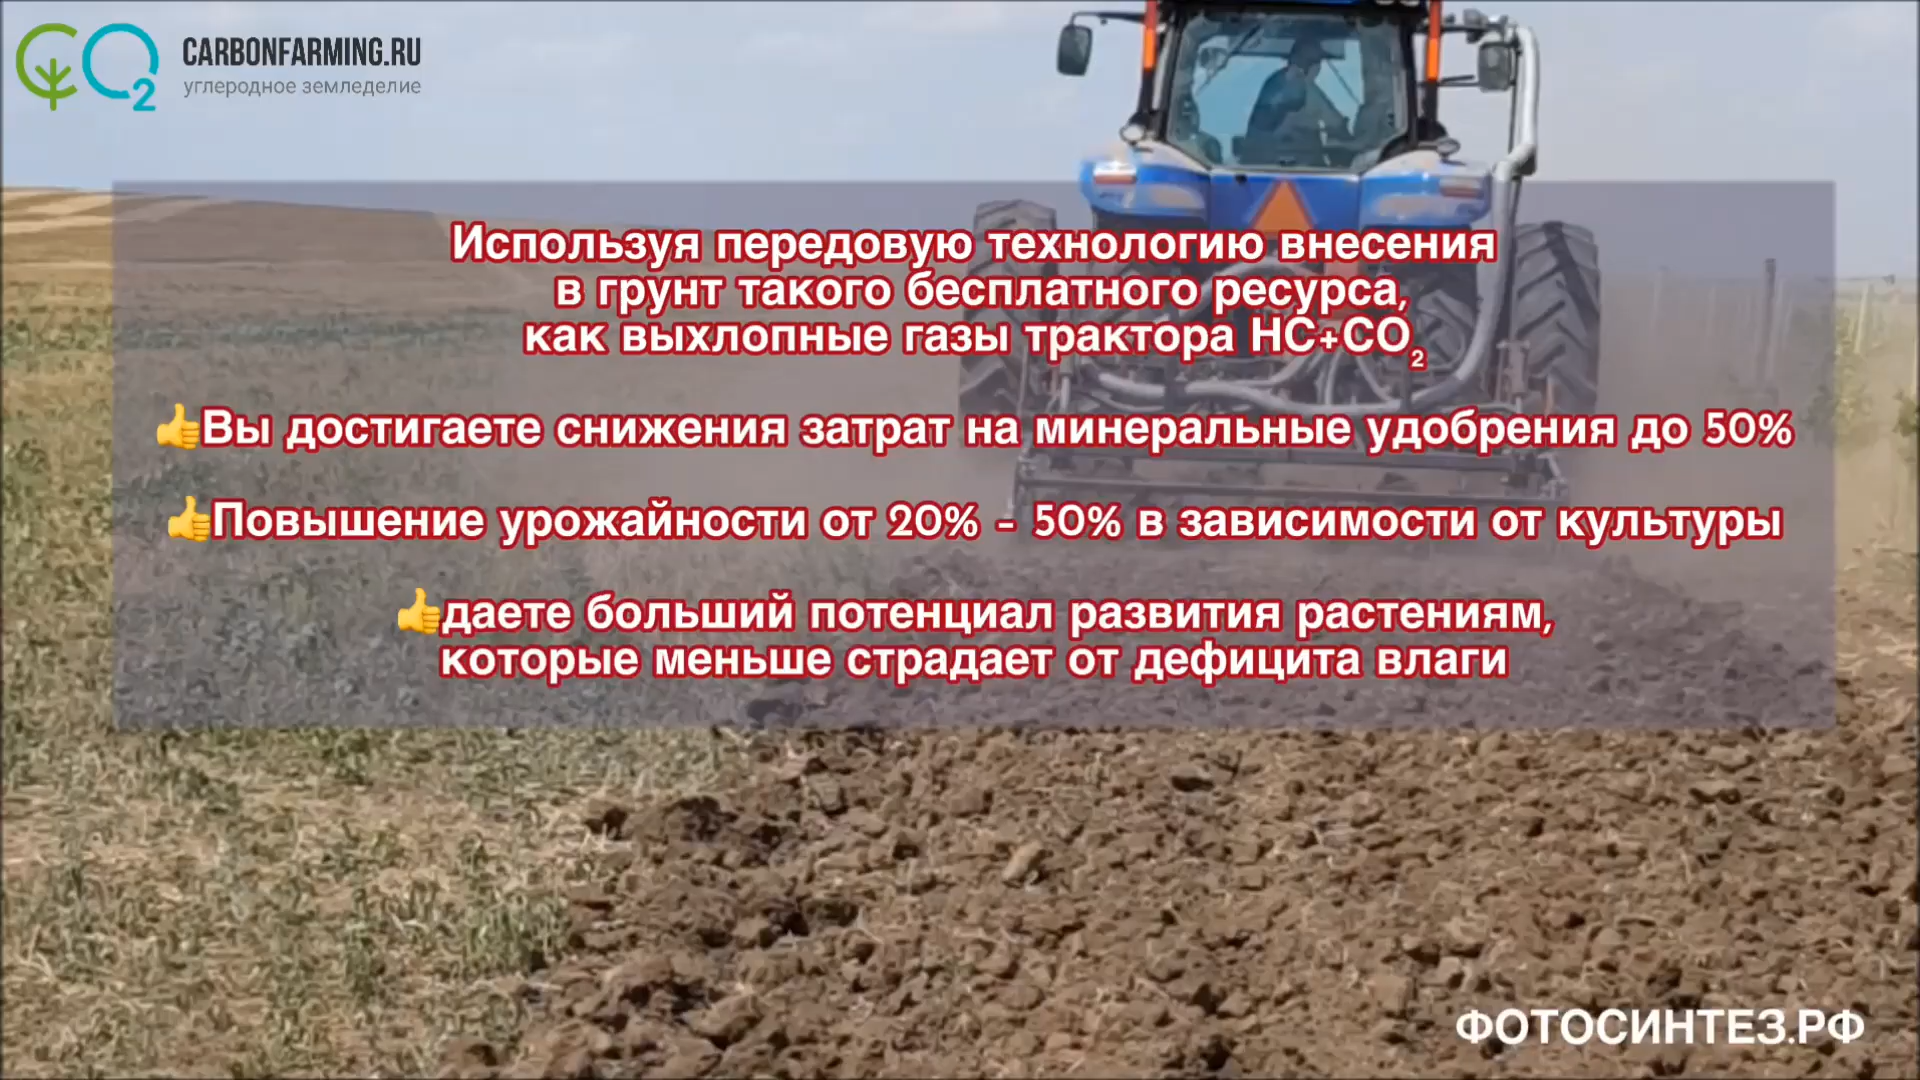 CO2
CARBONFARMING.RU
углеродное земледелие
Используя передовую технологию внесения
в грунт такого бесплатного ресурса,
как выхлопные газы трактора НС+СО₂
👍Вы достигаете снижения затрат на минеральные удобрения до 50%
👍Повышение урожайности от 20% - 50% в зависимости от культуры
👍даете больший потенциал развития растениям,
которые меньше страдает от дефицита влаги
ФОТОСИНТЕЗ.РФ